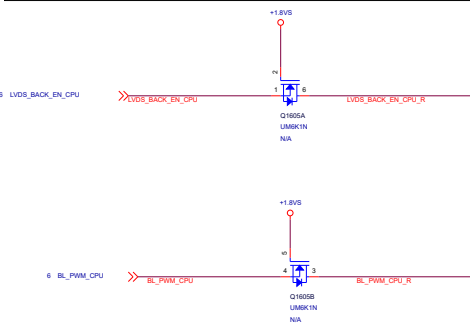 +1.8VS
2
6 LVDS_BACK_EN_CPU
LVDS_BACK_EN_CPU
1
6
LVDS_BACK_EN_CPU_R
Q1605A
UM6K1N
N/A
+1.8VS
5
6 BL_PWM_CPU
BL_PWM_CPU
4
3
BL_PWM_CPU_R
Q1605B
UM6K1N
N/A